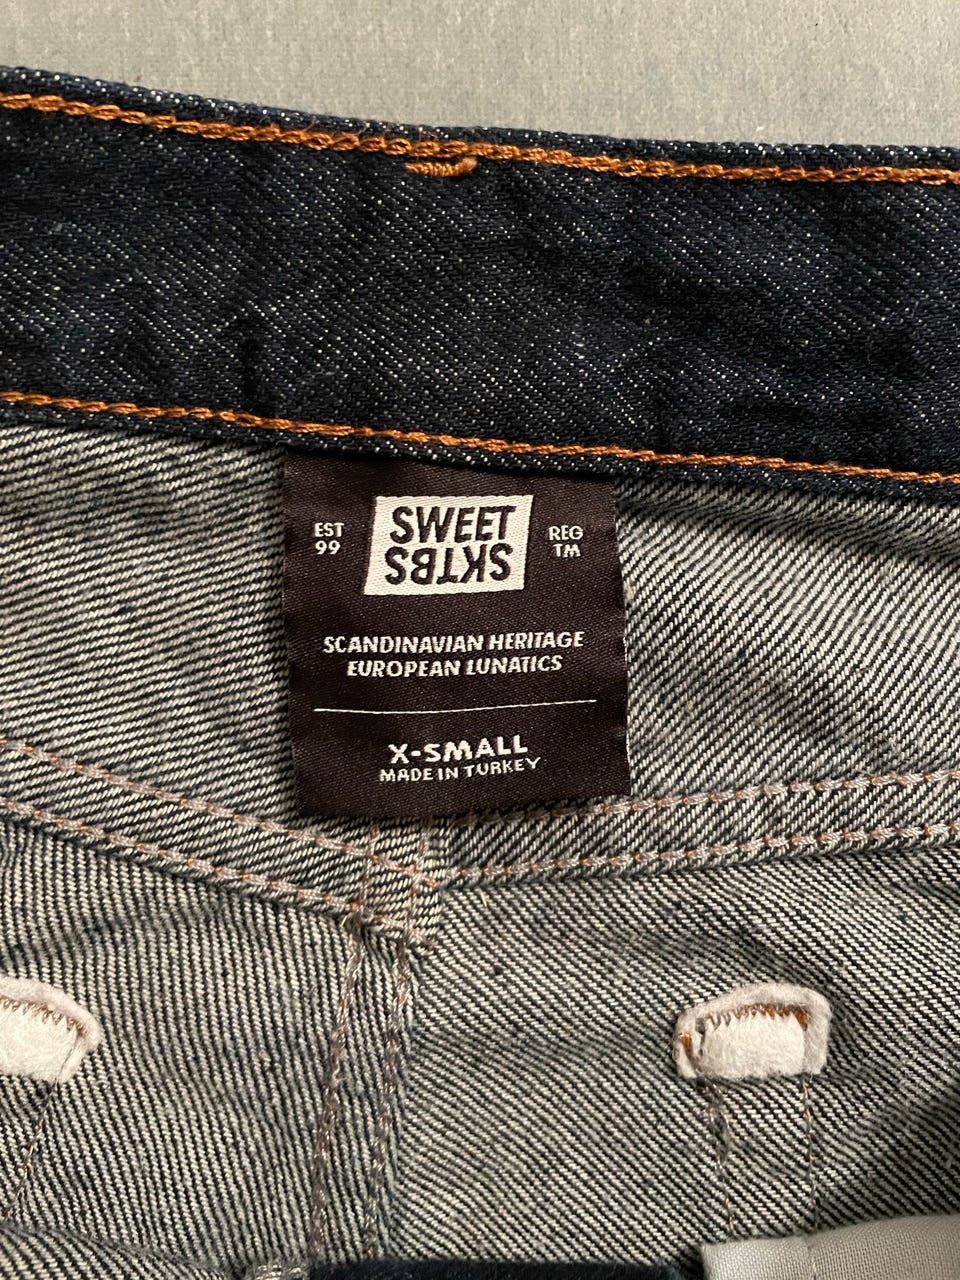 EST
99
SWEET
SKTBS
REG
TM
SCANDINAVIAN HERITAGE
EUROPEAN LUNATICS
X-SMALL
MADE IN TURKEY